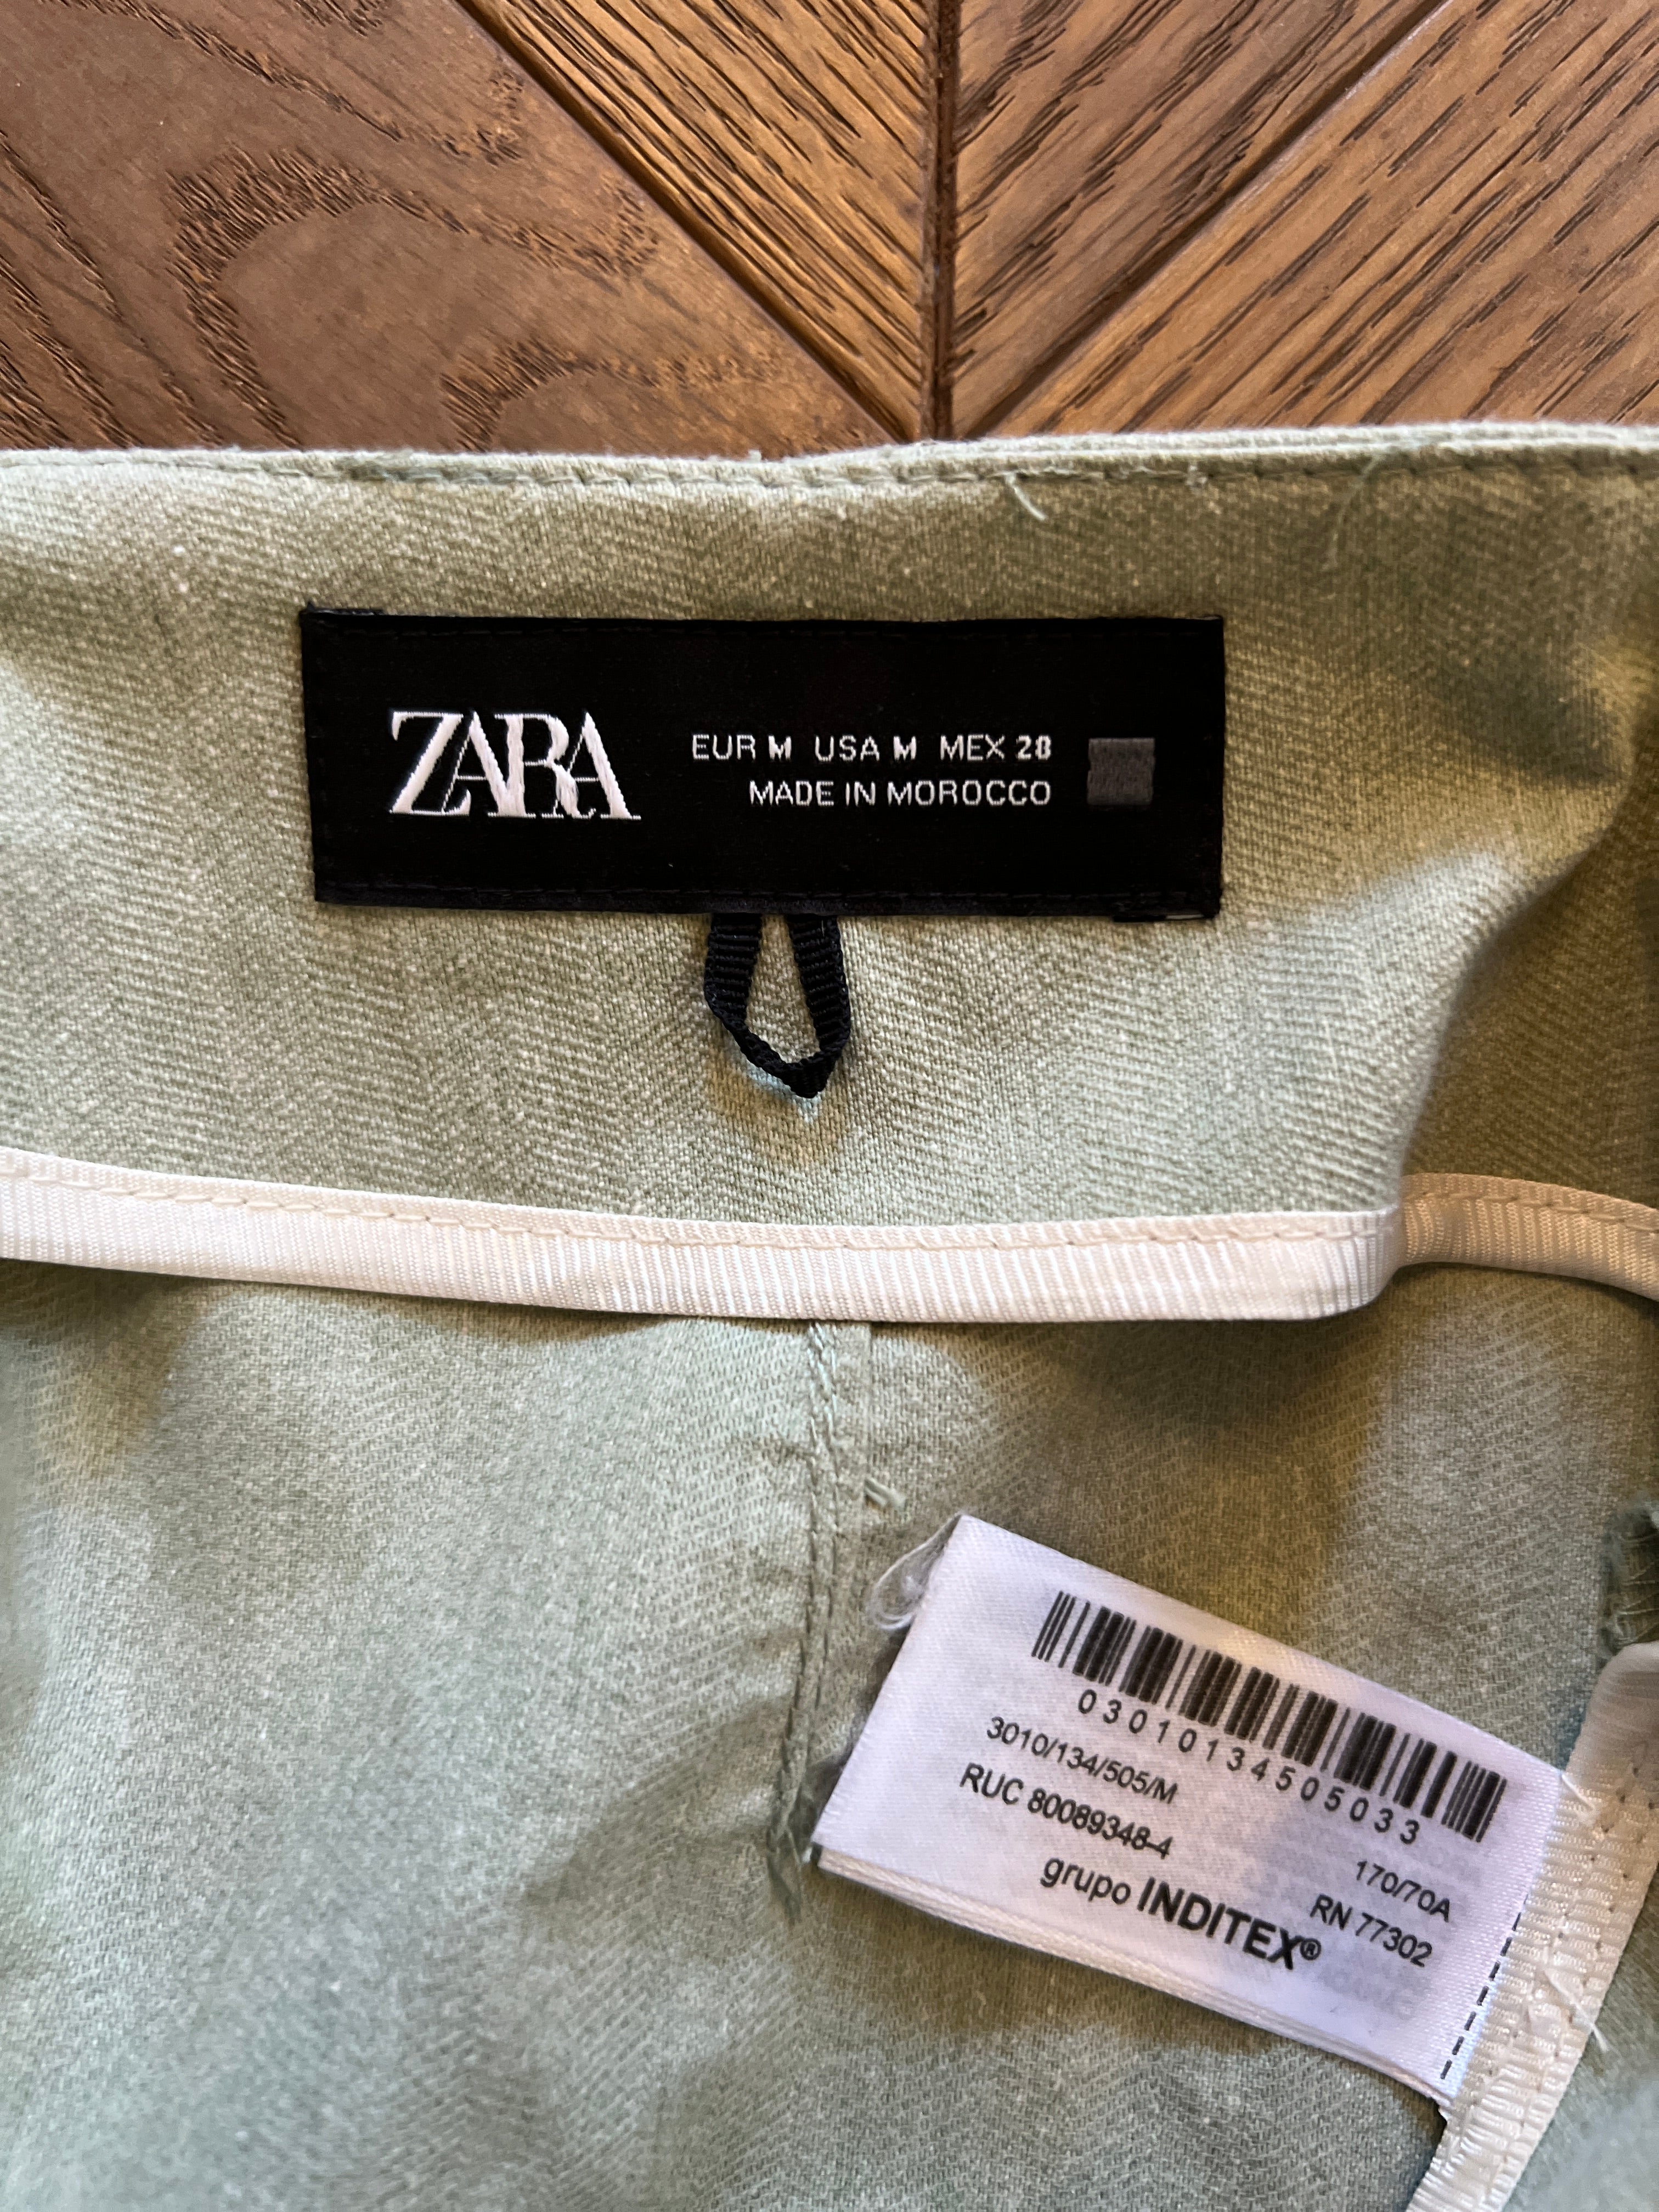 ZARA
EUR M USA M MEX 28
MADE IN MOROCCO
03010134505033
3010/134/505/M 170/70A
RUC 80089348-4 RN 77302
grupo INDITEX®